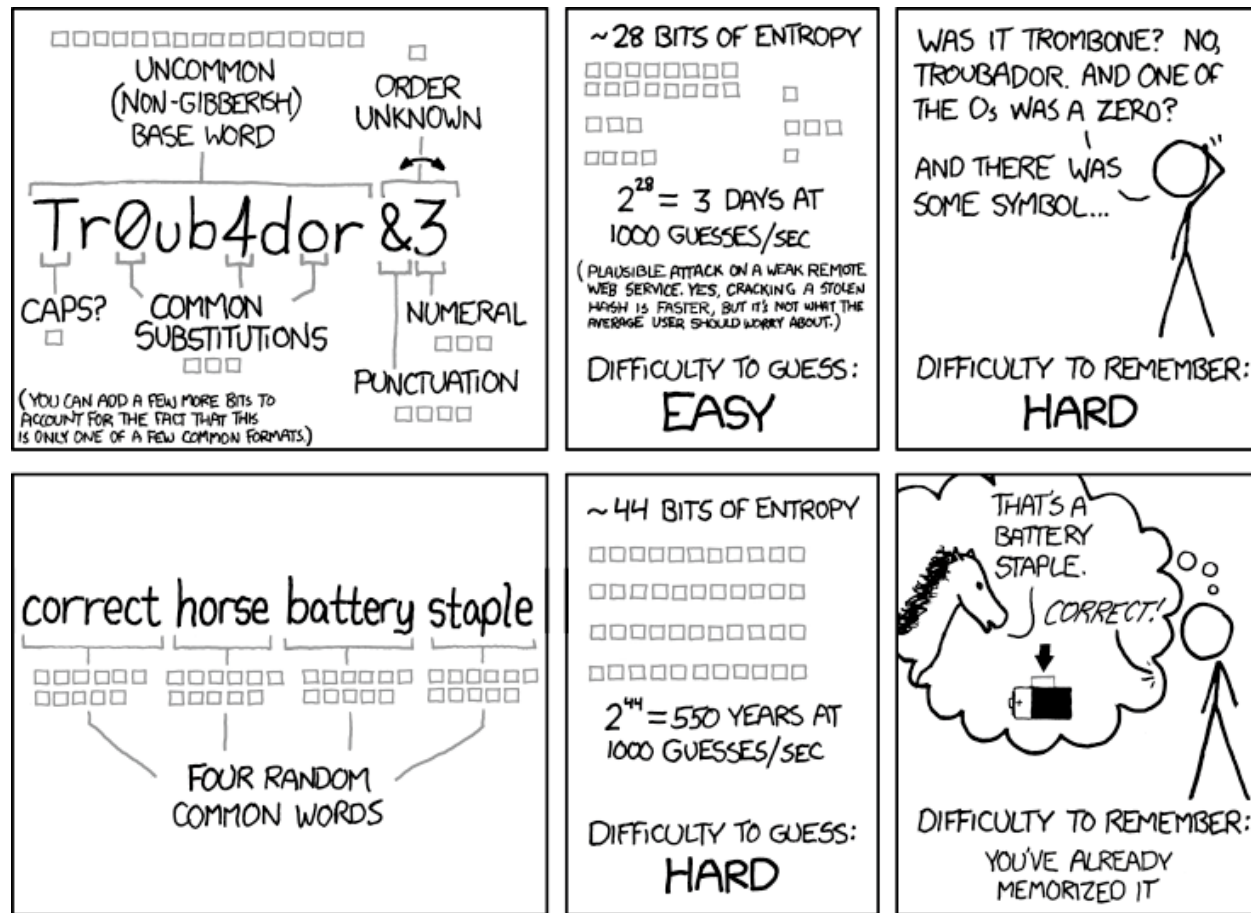 UNCOMMON
(NON-GIBBERISH)
BASE WORD
ORDER
UNKNOWN
Tr0ub4dor &3
CAPS?
COMMON
SUBSTITUTIONS
NUMERAL
PUNCTUATION
(YOU CAN ADD A FEW MORE BITS TO
ACCOUNT FOR THE FACT THAT THIS
IS ONLY ONE OF A FEW COMMON FORMATS.)
~28 BITS OF ENTROPY
2^28 = 3 DAYS AT
1000 GUESSES/SEC
(PLAUSIBLE ATTACK ON A WEAK REMOTE
WEB SERVICE. YES, CRACKING A STOLEN
HASH IS FASTER, BUT IT'S NOT WHAT THE
AVERAGE USER SHOULD WORRY ABOUT.)
DIFFICULTY TO GUESS:
EASY
WAS IT TROMBONE? NO,
TROUBADOR. AND ONE OF
THE Os WAS A ZERO?
AND THERE WAS
SOME SYMBOL...
DIFFICULTY TO REMEMBER:
HARD
correct horse battery staple
FOUR RANDOM
COMMON WORDS
~44 BITS OF ENTROPY
2^44 = 550 YEARS AT
1000 GUESSES/SEC
DIFFICULTY TO GUESS:
HARD
THAT'S A
BATTERY
STAPLE.
CORRECT!
+
DIFFICULTY TO REMEMBER:
YOU'VE ALREADY
MEMORIZED IT